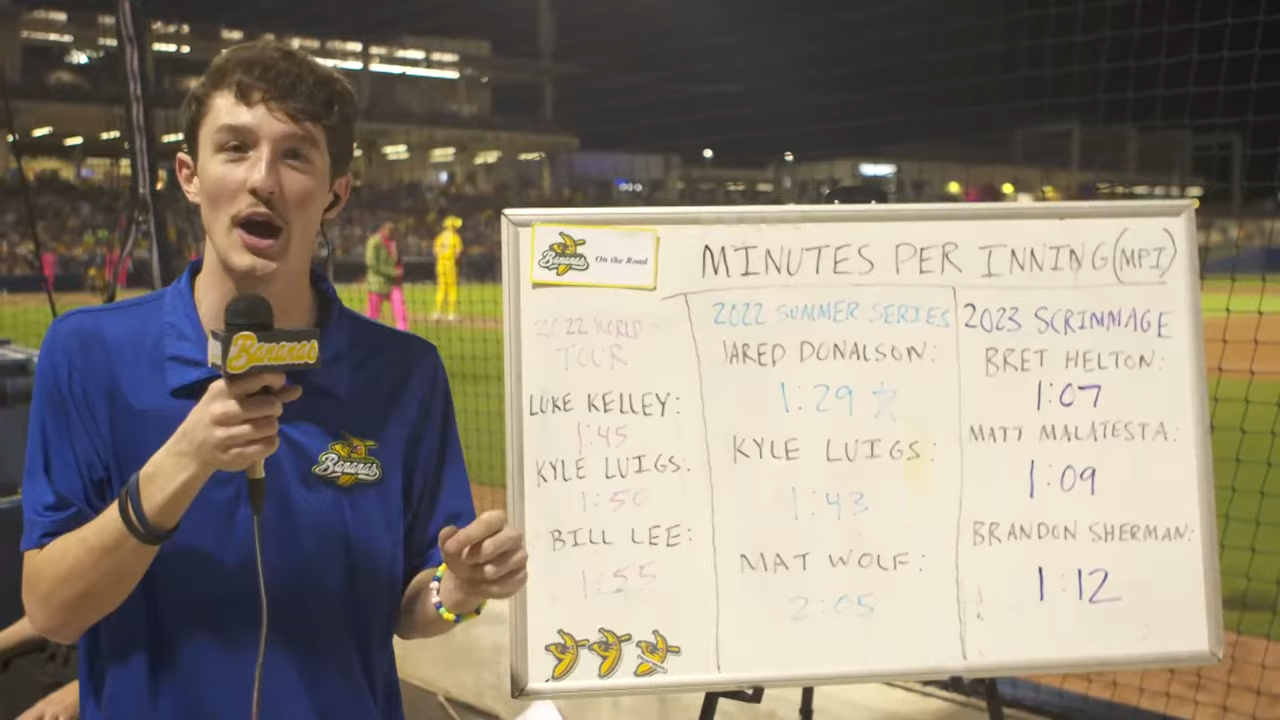 Bananas
On the Road
MINUTES PER INNING (MPI)
2022 WORLD
TOUR
LUKE KELLEY:
1:45
KYLE LUIGS:
1:50
BILL LEE:
1:55
2022 SUMMER SERIES
JARED DONALSON:
1:29
KYLE LUIGS:
1:43
MAT WOLF:
2:05
2023 SCRIMMAGE
BRET HELTON:
1:07
MATT MALATESTA:
1:09
BRANDON SHERMAN:
1:12
Bananas
Bananas